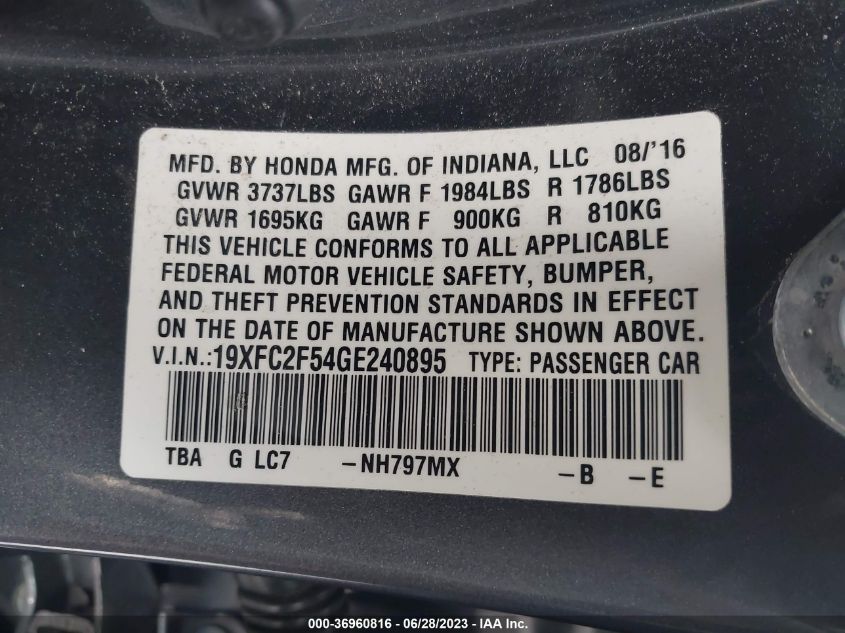 MFD. BY HONDA MFG. OF INDIANA, LLC 08/'16
GVWR 3737LBS GAWR F 1984LBS R 1786LBS
GVWR 1695KG GAWR F 900KG R 810KG
THIS VEHICLE CONFORMS TO ALL APPLICABLE
FEDERAL MOTOR VEHICLE SAFETY, BUMPER,
AND THEFT PREVENTION STANDARDS IN EFFECT
ON THE DATE OF MANUFACTURE SHOWN ABOVE.
V.I.N.:19XFC2F54GE240895 TYPE: PASSENGER CAR
TBA G LC7 -NH797MX -B -E
000-36960816 / 06/28/2023 / IAA Inc.